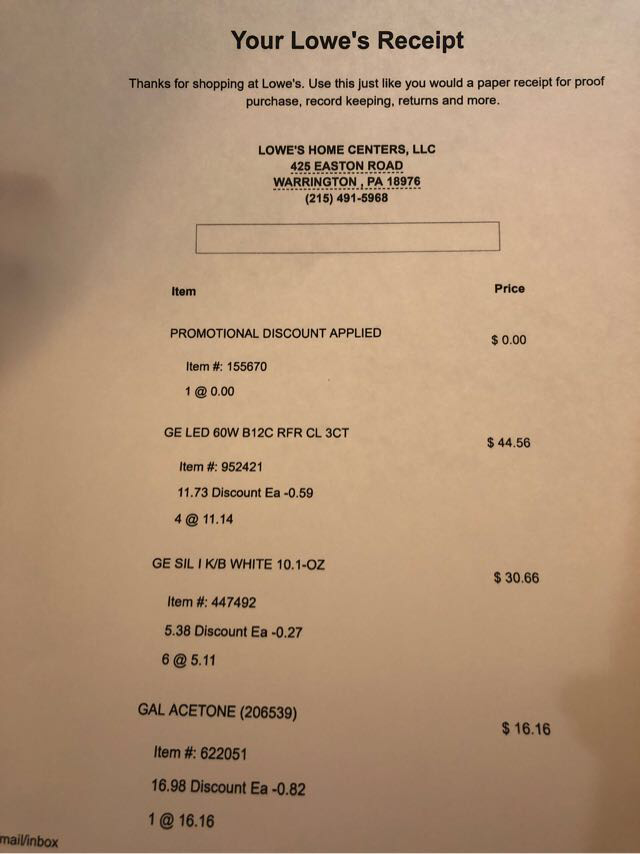 Your Lowe's Receipt
Thanks for shopping at Lowe's. Use this just like you would a paper receipt for proof
purchase, record keeping, returns and more.
LOWE'S HOME CENTERS, LLC
425 EASTON ROAD
WARRINGTON , PA 18976
(215) 491-5968
Item Price
PROMOTIONAL DISCOUNT APPLIED $ 0.00
Item #: 155670
1 @ 0.00
GE LED 60W B12C RFR CL 3CT $ 44.56
Item #: 952421
11.73 Discount Ea -0.59
4 @ 11.14
GE SIL I K/B WHITE 10.1-OZ $ 30.66
Item #: 447492
5.38 Discount Ea -0.27
6 @ 5.11
GAL ACETONE (206539) $ 16.16
Item #: 622051
16.98 Discount Ea -0.82
1 @ 16.16
mail/inbox